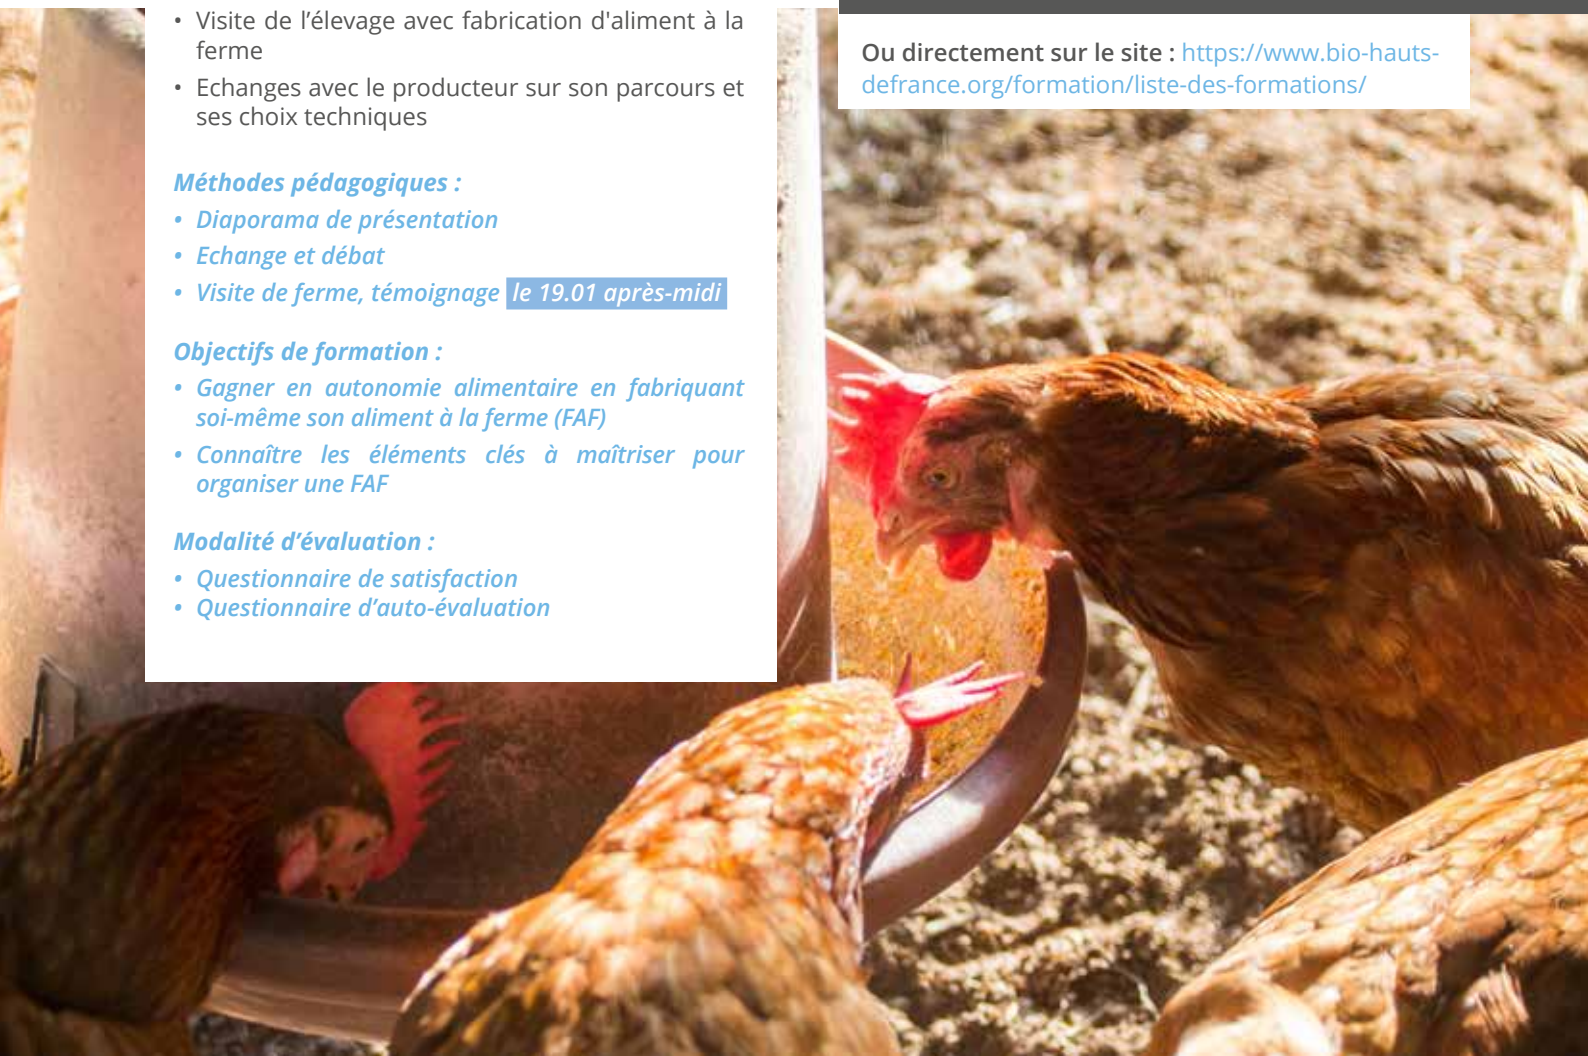 • Visite de l’élevage avec fabrication d'aliment à la
ferme
• Echanges avec le producteur sur son parcours et
ses choix techniques
Méthodes pédagogiques :
• Diaporama de présentation
• Echange et débat
• Visite de ferme, témoignage le 19.01 après-midi
Objectifs de formation :
• Gagner en autonomie alimentaire en fabriquant
soi-même son aliment à la ferme (FAF)
• Connaître les éléments clés à maîtriser pour
organiser une FAF
Modalité d’évaluation :
• Questionnaire de satisfaction
• Questionnaire d’auto-évaluation
Ou directement sur le site : https://www.bio-hauts-
defrance.org/formation/liste-des-formations/